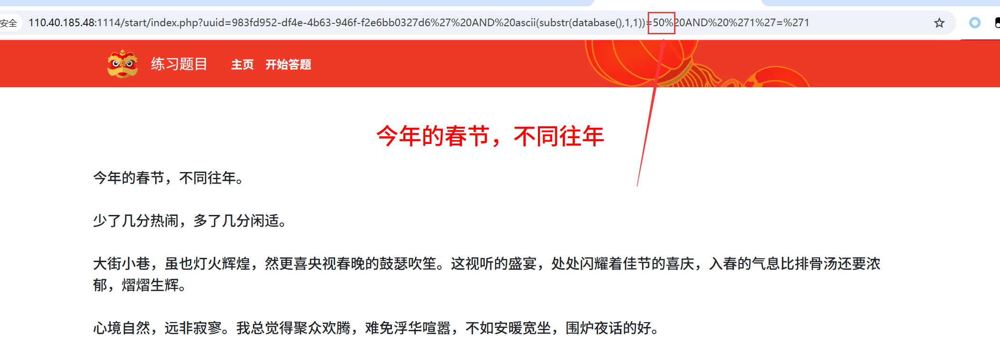 安全 110.40.185.48:1114/start/index.php?uuid=983fd952-df4e-4b63-946f-f2e6bb0327d6%27%20AND%20ascii(substr(database(),1,1))=50%20AND%20%271%27=%271
练习题目 主页 开始答题
今年的春节，不同往年
今年的春节，不同往年。
少了几分热闹，多了几分闲适。
大街小巷，虽也灯火辉煌，然更喜央视春晚的鼓瑟吹笙。这视听的盛宴，处处闪耀着佳节的喜庆，入春的气息比排骨汤还要浓
郁，熠熠生辉。
心境自然，远非寂寥。我总觉得聚众欢腾，难免浮华喧嚣，不如安暖宽坐，围炉夜话的好。